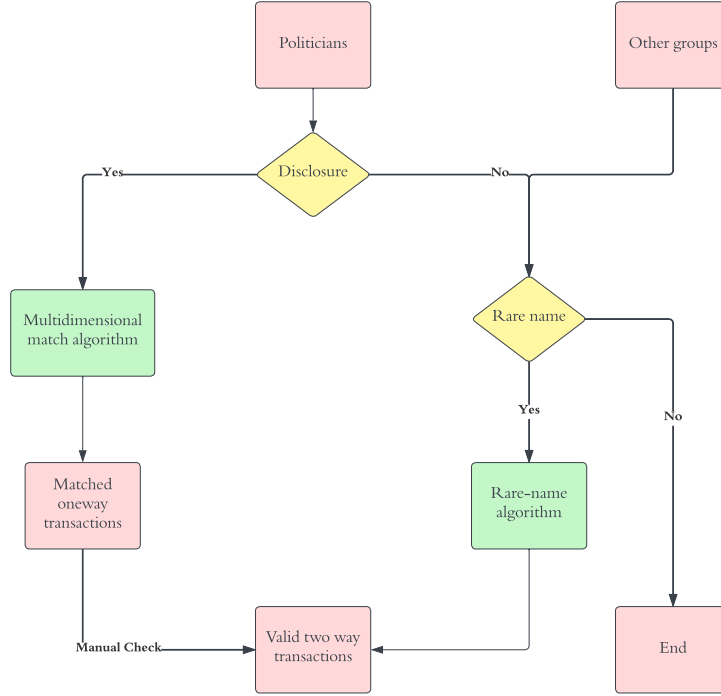 Politicians
Other groups
Disclosure
Yes
No
Multidimensional
match algorithm
Rare name
Yes
No
Matched
oneway
transactions
Rare-name
algorithm
Manual Check
Valid two way
transactions
End